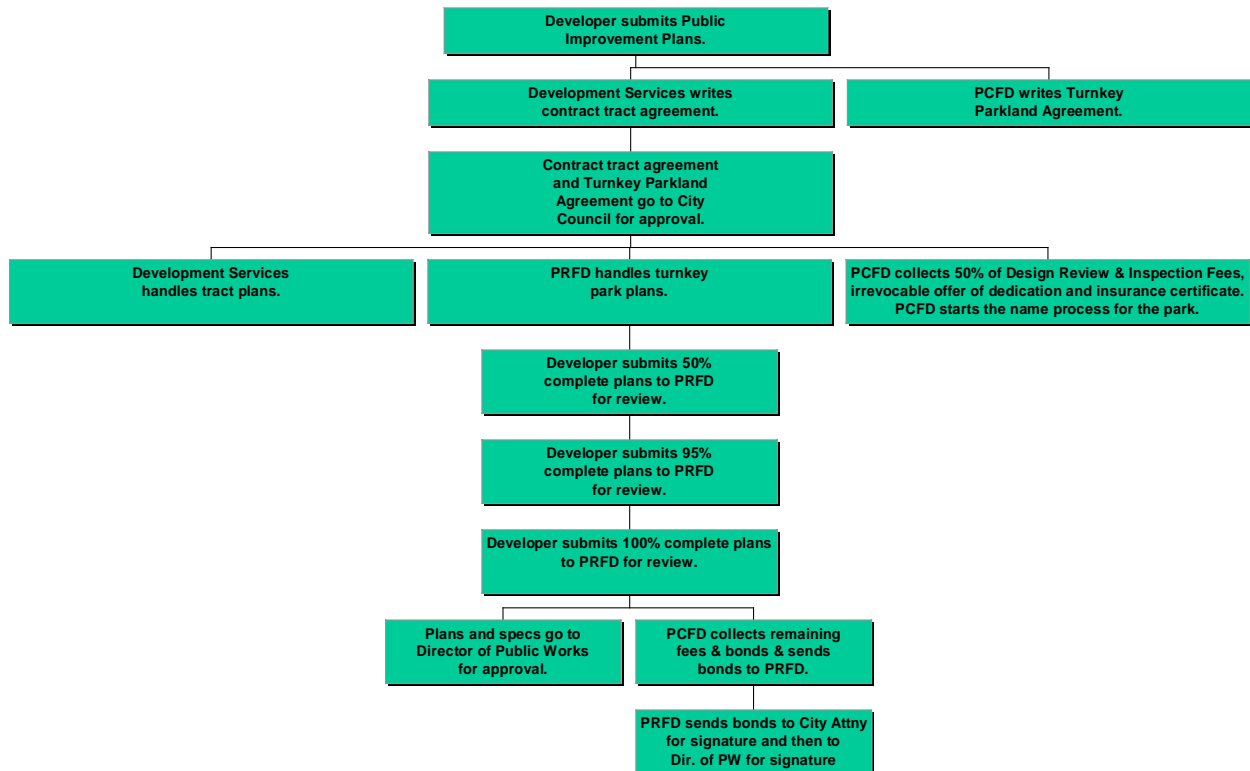 Developer submits Public
Improvement Plans.
Development Services writes
contract tract agreement.
PCFD writes Turnkey
Parkland Agreement.
Contract tract agreement
and Turnkey Parkland
Agreement go to City
Council for approval.
Development Services
handles tract plans.
PRFD handles turnkey
park plans.
PCFD collects 50% of Design Review & Inspection Fees,
irrevocable offer of dedication and insurance certificate.
PCFD starts the name process for the park.
Developer submits 50%
complete plans to PRFD
for review.
Developer submits 95%
complete plans to PRFD
for review.
Developer submits 100% complete plans
to PRFD for review.
Plans and specs go to
Director of Public Works
for approval.
PCFD collects remaining
fees & bonds & sends
bonds to PRFD.
PRFD sends bonds to City Attny
for signature and then to
Dir. of PW for signature